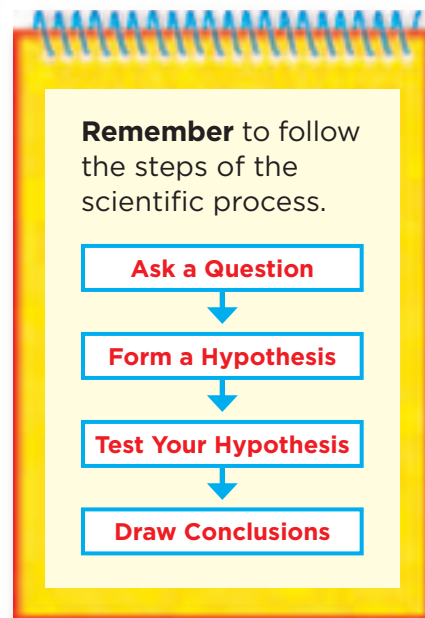 Remember to follow
the steps of the
scientific process.
Ask a Question
Form a Hypothesis
Test Your Hypothesis
Draw Conclusions